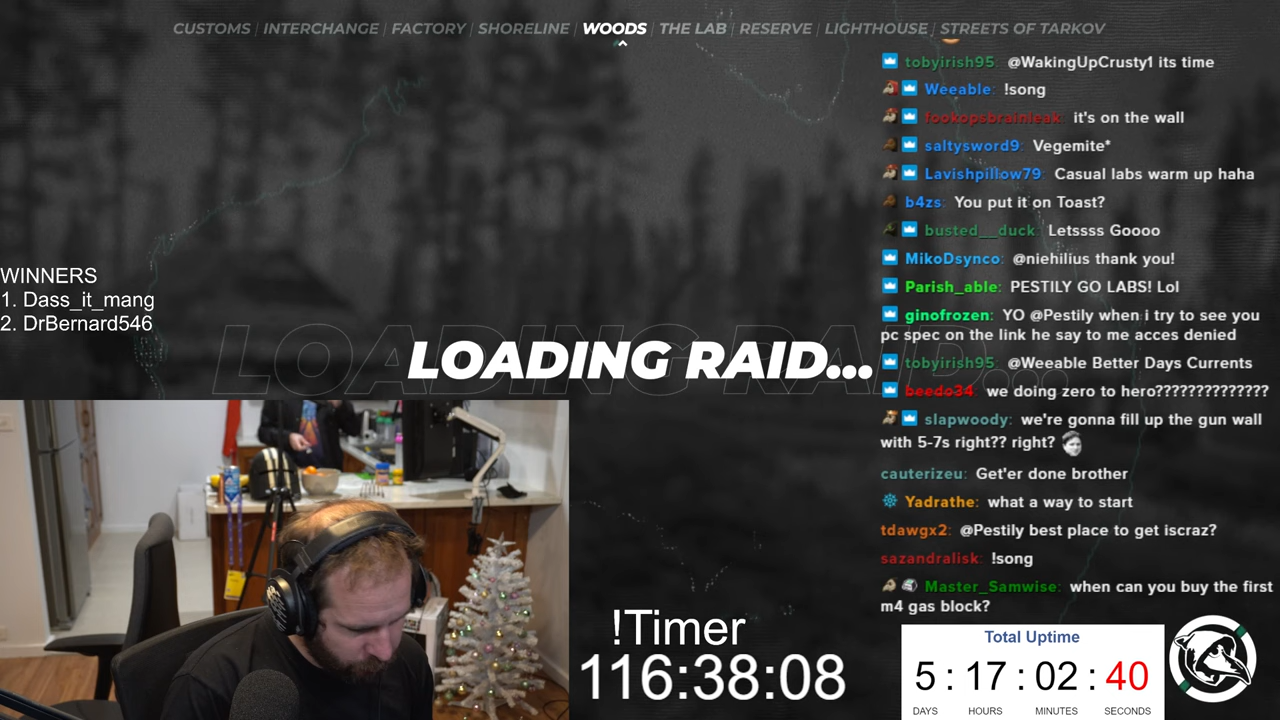 CUSTOMS / INTERCHANGE / FACTORY / SHORELINE / WOODS / THE LAB / RESERVE / LIGHTHOUSE / STREETS OF TARKOV
tobyirish95: @WakingUpCrusty1 its time
Weeable: !song
fookopsbrainleak: it's on the wall
saltysword9: Vegemite*
Lavishpillow79: Casual labs warm up haha
b4zs: You put it on Toast?
busted__duck: Letssss Goooo
MikoDsynco: @niehilius thank you!
Parish_able: PESTILY GO LABS! Lol
ginofrozen: YO @Pestily when i try to see you
pc spec on the link he say to me acces denied
tobyirish95: @Weeable Better Days Currents
beedo34: we doing zero to hero??????????????
slapwoody: we're gonna fill up the gun wall
with 5-7s right?? right?
cauterizeu: Get'er done brother
Yadrathe: what a way to start
tdawgx2: @Pestily best place to get iscraz?
sazandralisk: !song
Master_Samwise: when can you buy the first
m4 gas block?
WINNERS
1. Dass_it_mang
2. DrBernard546
LOADING RAID...
LOADING RAID...
!Timer
116:38:08
Total Uptime
5 : 17 : 02 : 40
DAYS HOURS MINUTES SECONDS